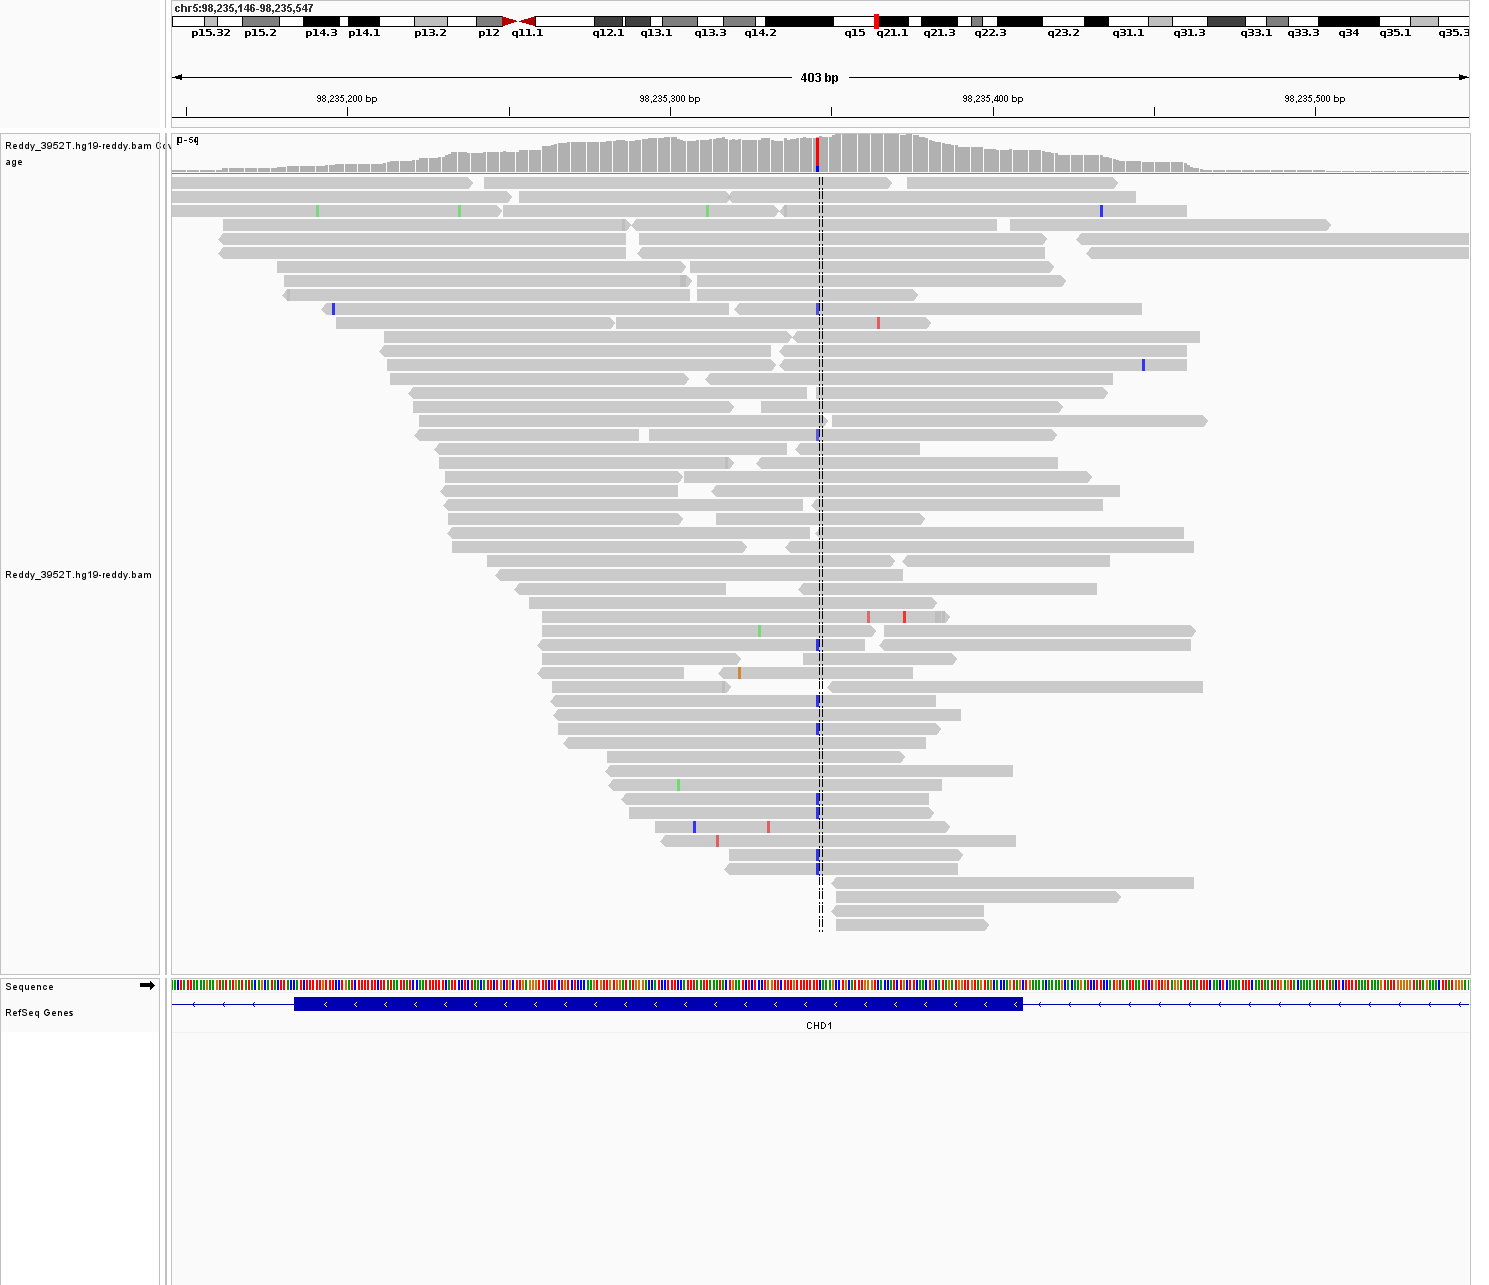 chr5:98,235,146-98,235,547
p15.32 p15.2 p14.3 p14.1 p13.2 p12 q11.1 q12.1 q13.1 q13.3 q14.2 q15 q21.1 q21.3 q22.3 q23.2 q31.1 q31.3 q33.1 q33.3 q34 q35.1 q35.3
403 bp
98,235,200 bp 98,235,300 bp 98,235,400 bp 98,235,500 bp
[0-54]
Reddy_3952T.hg19-reddy.bam Cov
age
Reddy_3952T.hg19-reddy.bam
Sequence
RefSeq Genes
CHD1